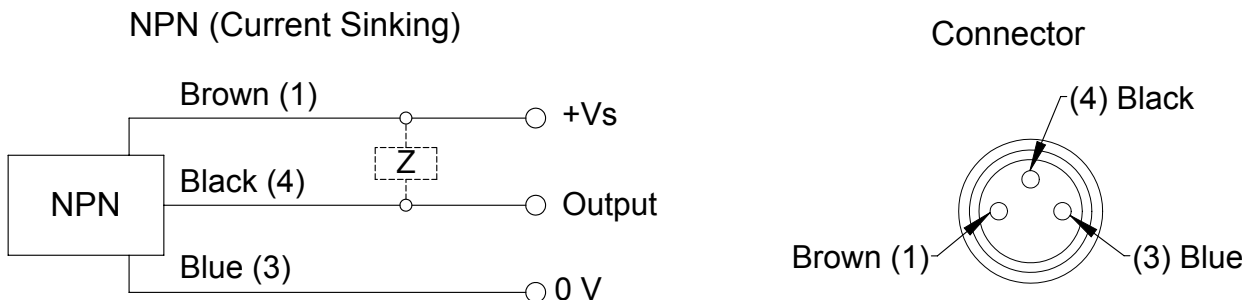 NPN (Current Sinking)
Brown (1)
+Vs
Z
NPN
Black (4)
Output
Blue (3)
0 V
Connector
(4) Black
Brown (1)
(3) Blue